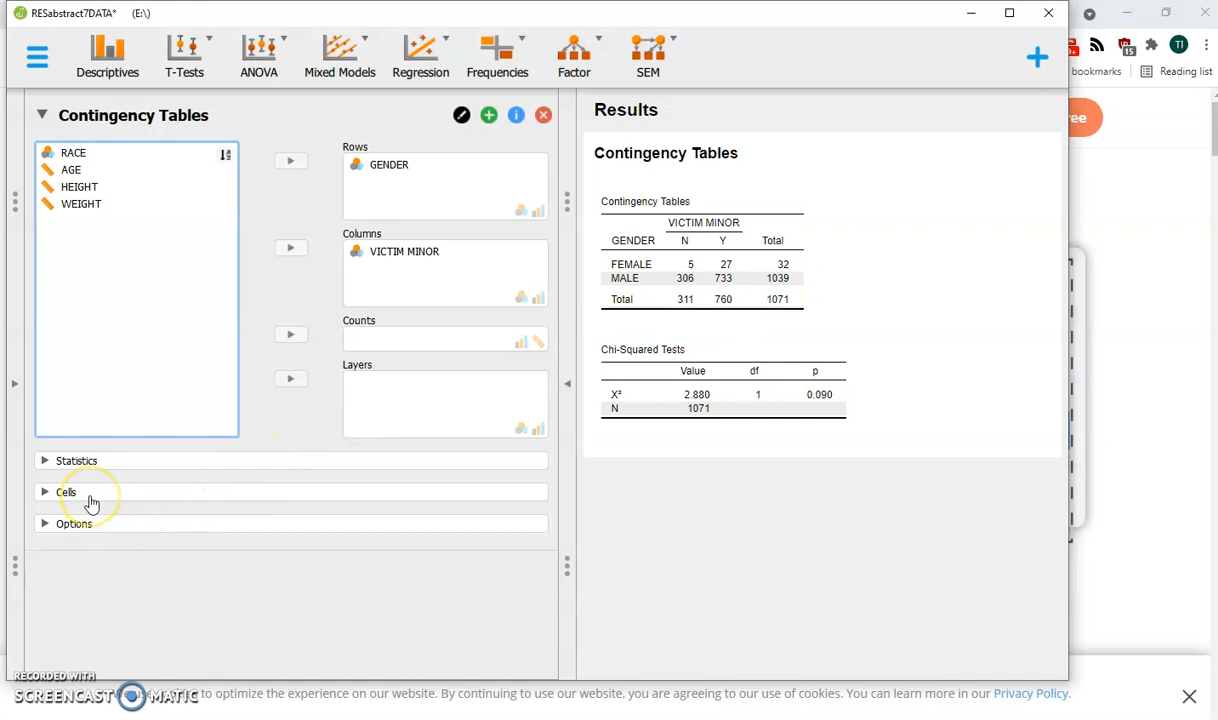 RESabstract7DATA* (E:\)
Descriptives
T-Tests
ANOVA
Mixed Models
Regression
Frequencies
Factor
SEM
9+
15
TI
bookmarks
Reading list
ee
Contingency Tables
RACE
AGE
HEIGHT
WEIGHT
Rows
GENDER
Columns
VICTIM MINOR
Counts
Layers
Statistics
Cells
Options
Results
Contingency Tables
Contingency Tables
VICTIM MINOR
GENDER N Y Total
FEMALE 5 27 32
MALE 306 733 1039
Total 311 760 1071
Chi-Squared Tests
Value df p
X² 2.880 1 0.090
N 1071
RECORDED WITH
SCREENCAST MATIC
to optimize the experience on our website. By continuing to use our website, you are agreeing to our use of cookies. You can learn more in our Privacy Policy.